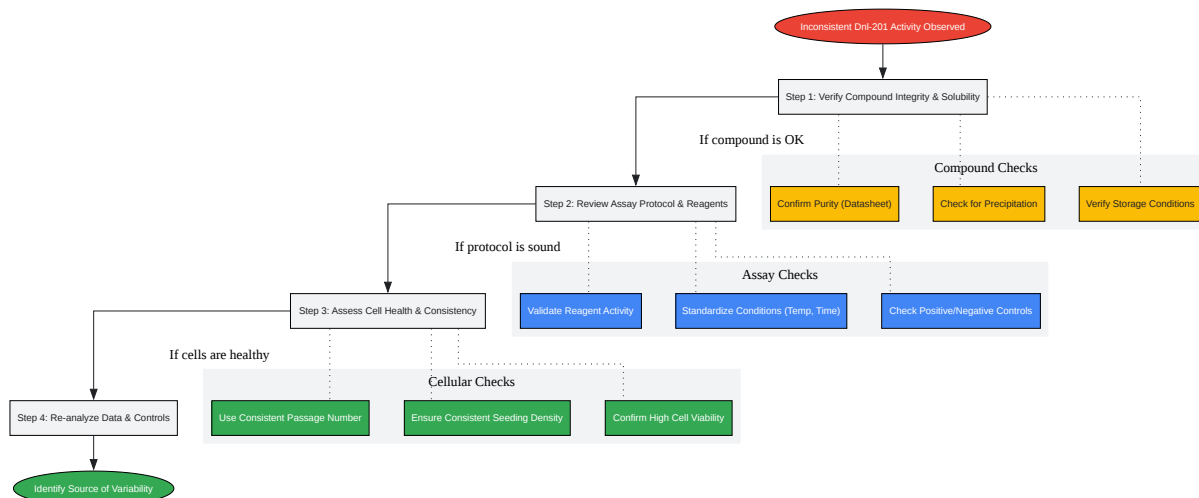 Inconsistent Dnl-201 Activity Observed
Step 1: Verify Compound Integrity & Solubility
If compound is OK
Compound Checks
Confirm Purity (Datasheet)
Check for Precipitation
Verify Storage Conditions
Step 2: Review Assay Protocol & Reagents
If protocol is sound
Assay Checks
Validate Reagent Activity
Standardize Conditions (Temp, Time)
Check Positive/Negative Controls
Step 3: Assess Cell Health & Consistency
If cells are healthy
Cellular Checks
Use Consistent Passage Number
Ensure Consistent Seeding Density
Confirm High Cell Viability
Step 4: Re-analyze Data & Controls
Identify Source of Variability